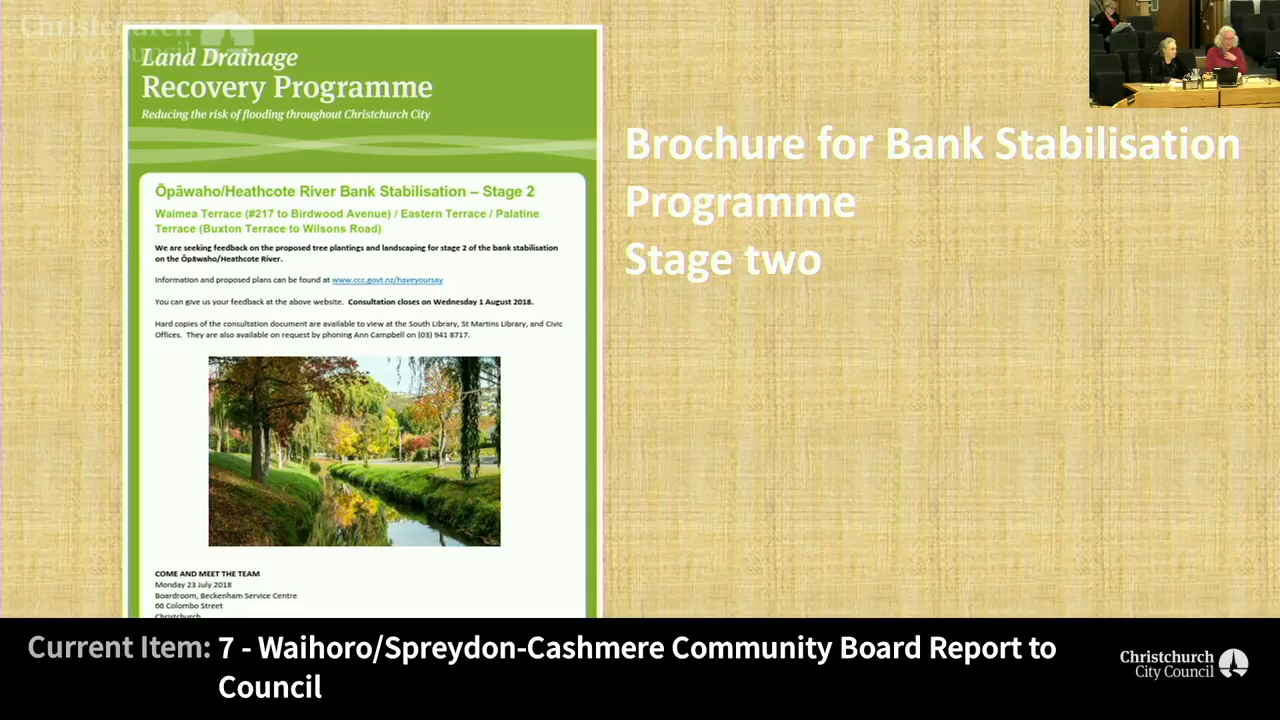 Christchurch
City Council
Land Drainage
Recovery Programme
Reducing the risk of flooding throughout Christchurch City
Ōpāwaho/Heathcote River Bank Stabilisation – Stage 2
Waimea Terrace (#217 to Birdwood Avenue) / Eastern Terrace / Palatine
Terrace (Buxton Terrace to Wilsons Road)
We are seeking feedback on the proposed tree plantings and landscaping for stage 2 of the bank stabilisation
on the Ōpāwaho/Heathcote River.
Information and proposed plans can be found at www.ccc.govt.nz/haveyoursay
You can give us your feedback at the above website. Consultation closes on Wednesday 1 August 2018.
Hard copies of the consultation document are available to view at the South Library, St Martins Library, and Civic
Offices. They are also available on request by phoning Ann Campbell on (03) 941 8717.
COME AND MEET THE TEAM
Monday 23 July 2018
Boardroom, Beckenham Service Centre
66 Colombo Street
Christchurch
Brochure for Bank Stabilisation
Programme
Stage two
Current Item: 7 - Waihoro/Spreydon-Cashmere Community Board Report to
Council
Christchurch
City Council